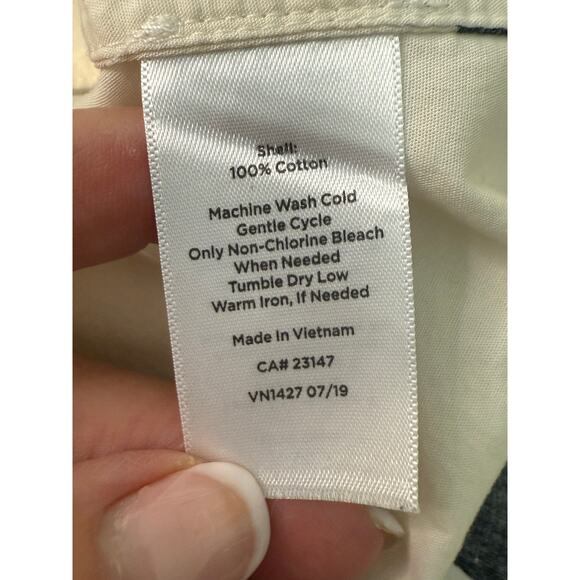 Shell:
100% Cotton
Machine Wash Cold
Gentle Cycle
Only Non-Chlorine Bleach
When Needed
Tumble Dry Low
Warm Iron, If Needed
Made In Vietnam
CA# 23147
VN1427 07/19